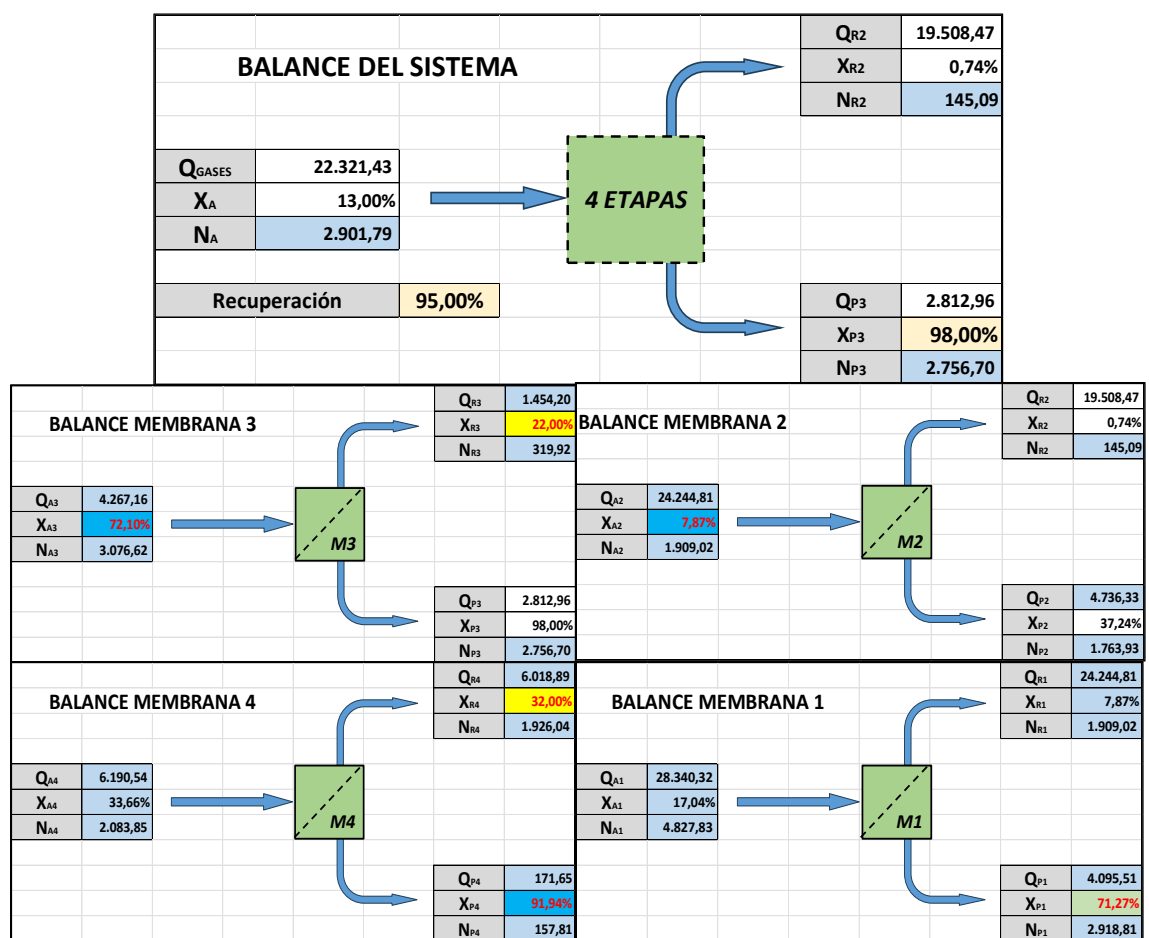 QR2 19.508,47
BALANCE DEL SISTEMA
XR2 0,74%
NR2 145,09
QGASES 22.321,43
XA 13,00%
NA 2.901,79
4 ETAPAS
Recuperación 95,00%
QP3 2.812,96
XP3 98,00%
NP3 2.756,70
BALANCE MEMBRANA 3
QR3 1.454,20
XR3 22,00%
NR3 319,92
QA3 4.267,16
XA3 72,10%
NA3 3.076,62
M3
QP3 2.812,96
XP3 98,00%
NP3 2.756,70
BALANCE MEMBRANA 2
QR2 19.508,47
XR2 0,74%
NR2 145,09
QA2 24.244,81
XA2 7,87%
NA2 1.909,02
M2
QP2 4.736,33
XP2 37,24%
NP2 1.763,93
BALANCE MEMBRANA 4
QR4 6.018,89
XR4 32,00%
NR4 1.926,04
QA4 6.190,54
XA4 33,66%
NA4 2.083,85
M4
QP4 171,65
XP4 91,94%
NP4 157,81
BALANCE MEMBRANA 1
QR1 24.244,81
XR1 7,87%
NR1 1.909,02
QA1 28.340,32
XA1 17,04%
NA1 4.827,83
M1
QP1 4.095,51
XP1 71,27%
NP1 2.918,81